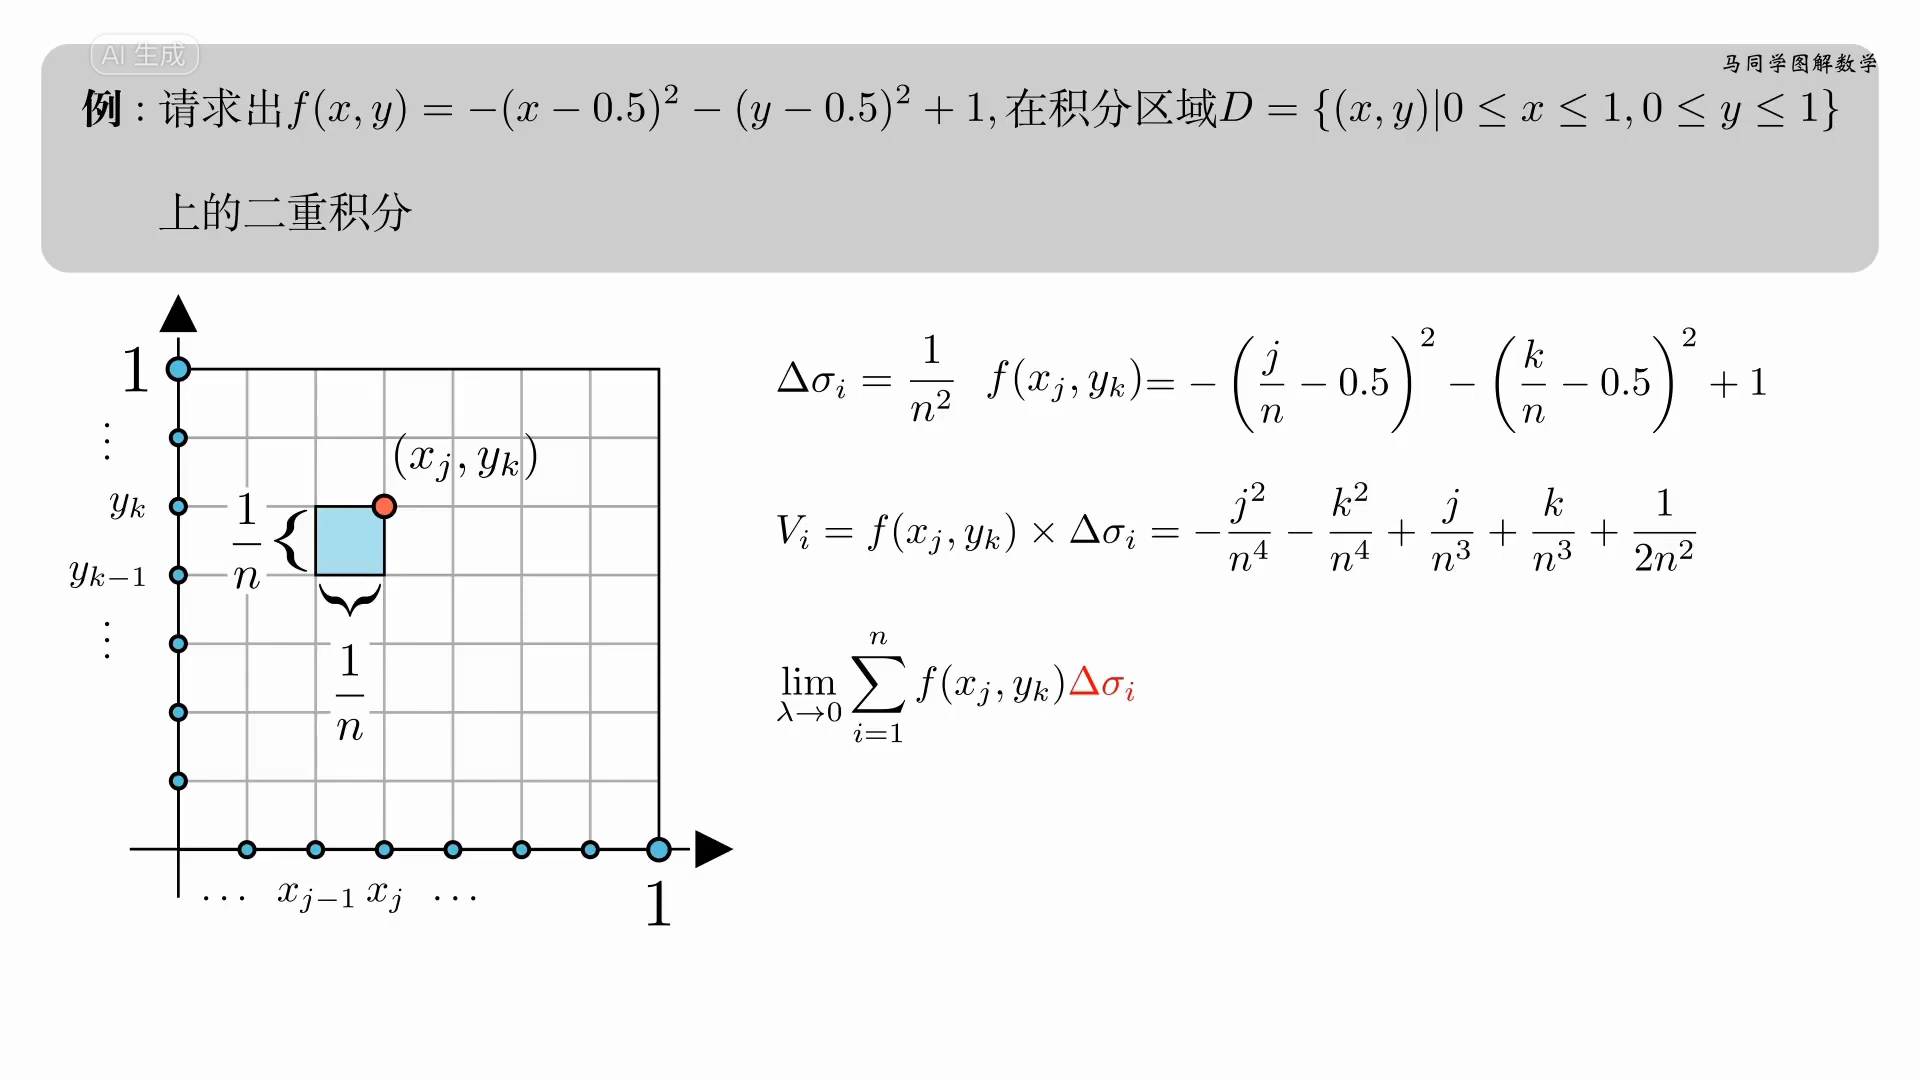 AI 生成
马同学图解数学
例：请求出f(x, y) = −(x − 0.5)² − (y − 0.5)² + 1, 在积分区域D = {(x, y)|0 ≤ x ≤ 1, 0 ≤ y ≤ 1}
上的二重积分
1
⋮
y_k
y_{k−1}
⋮
1/n
(x_j, y_k)
1/n
… x_{j−1} x_j …
1
Δσ_i = 1/n² f(x_j, y_k) = −(j/n − 0.5)² − (k/n − 0.5)² + 1
V_i = f(x_j, y_k) × Δσ_i = −j²/n⁴ − k²/n⁴ + j/n³ + k/n³ + 1/2n²
lim_{λ→0} ∑_{i=1}^{n} f(x_j, y_k)Δσ_i